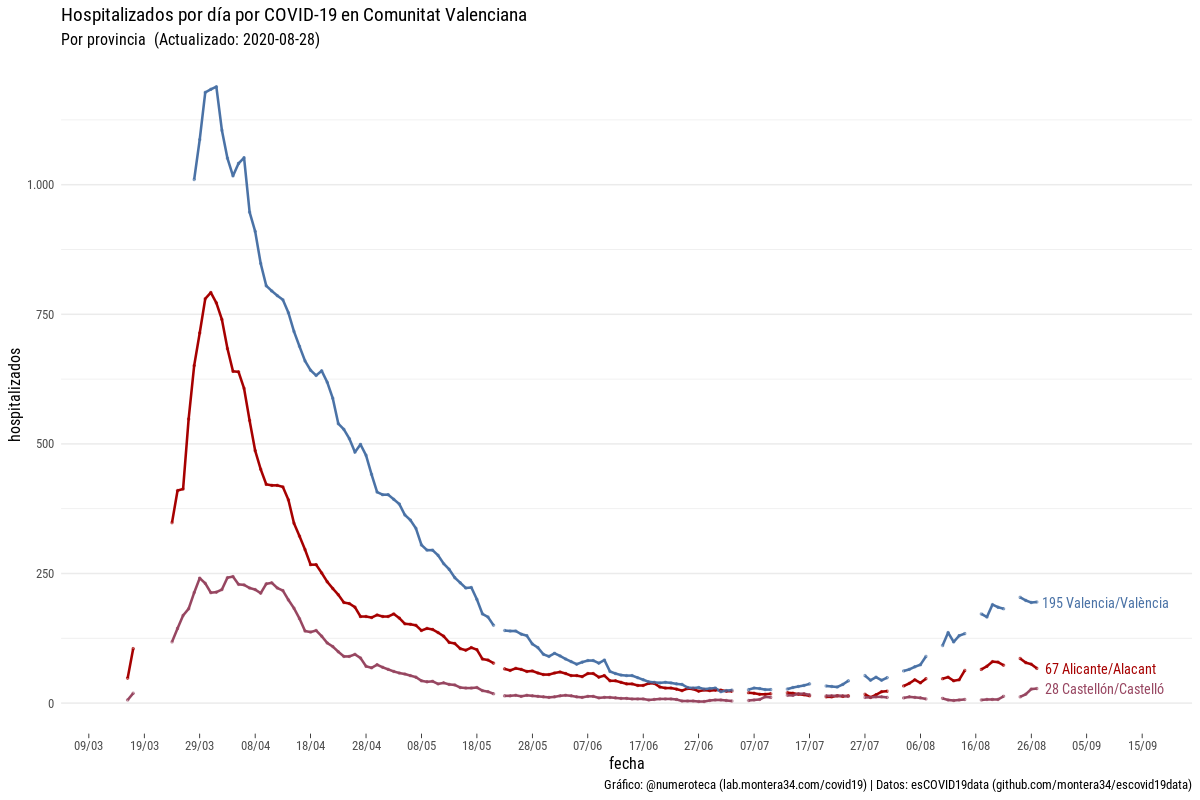 Hospitalizados por día por COVID-19 en Comunitat Valenciana
Por provincia (Actualizado: 2020-08-28)
hospitalizados
1.000
750
500
250
0
195 Valencia/València
67 Alicante/Alacant
28 Castellón/Castelló
09/03 19/03 29/03 08/04 18/04 28/04 08/05 18/05 28/05 07/06 17/06 27/06 07/07 17/07 27/07 06/08 16/08 26/08 05/09 15/09
fecha
Gráfico: @numeroteca (lab.montera34.com/covid19) | Datos: esCOVID19data (github.com/montera34/escovid19data)